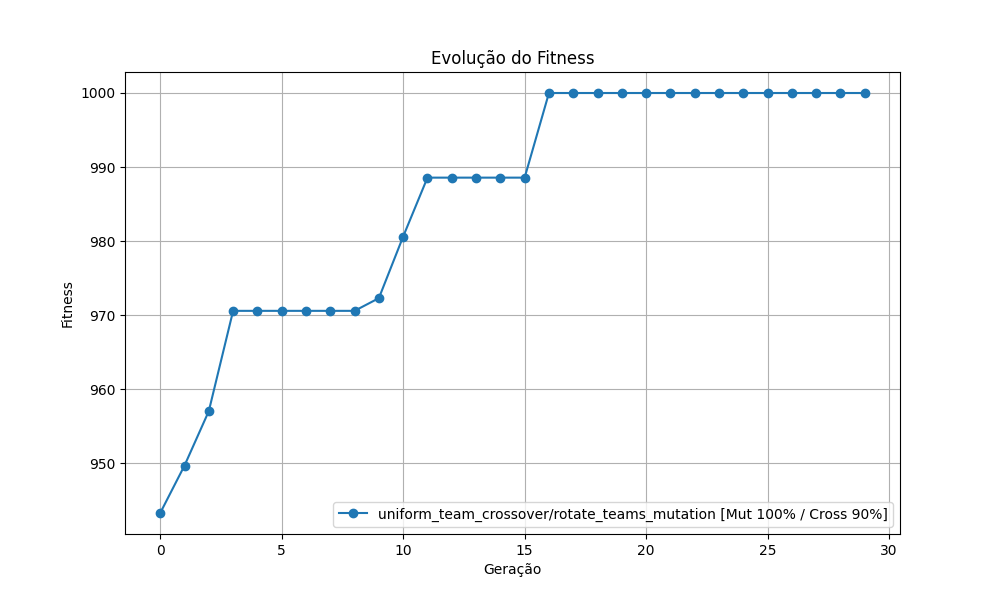 Evolução do Fitness
Fitness
1000
990
980
970
960
950
uniform_team_crossover/rotate_teams_mutation [Mut 100% / Cross 90%]
0 5 10 15 20 25 30
Geração